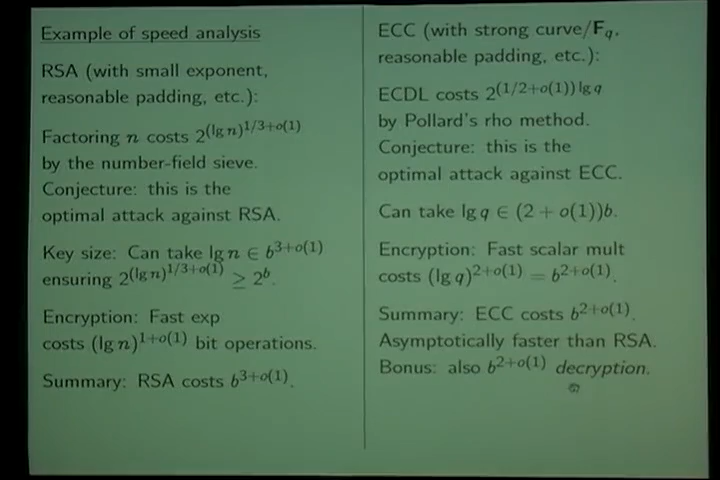 Example of speed analysis
RSA (with small exponent,
reasonable padding, etc.):
Factoring n costs 2^{(lg n)^{1/3+o(1)}}
by the number-field sieve.
Conjecture: this is the
optimal attack against RSA.
Key size: Can take lg n ∈ b^{3+o(1)}
ensuring 2^{(lg n)^{1/3+o(1)}} ≥ 2^b.
Encryption: Fast exp
costs (lg n)^{1+o(1)} bit operations.
Summary: RSA costs b^{3+o(1)}.
ECC (with strong curve/F_q,
reasonable padding, etc.):
ECDL costs 2^{(1/2+o(1)) lg q}
by Pollard's rho method.
Conjecture: this is the
optimal attack against ECC.
Can take lg q ∈ (2 + o(1))b.
Encryption: Fast scalar mult
costs (lg q)^{2+o(1)} = b^{2+o(1)}.
Summary: ECC costs b^{2+o(1)}.
Asymptotically faster than RSA.
Bonus: also b^{2+o(1)} decryption.